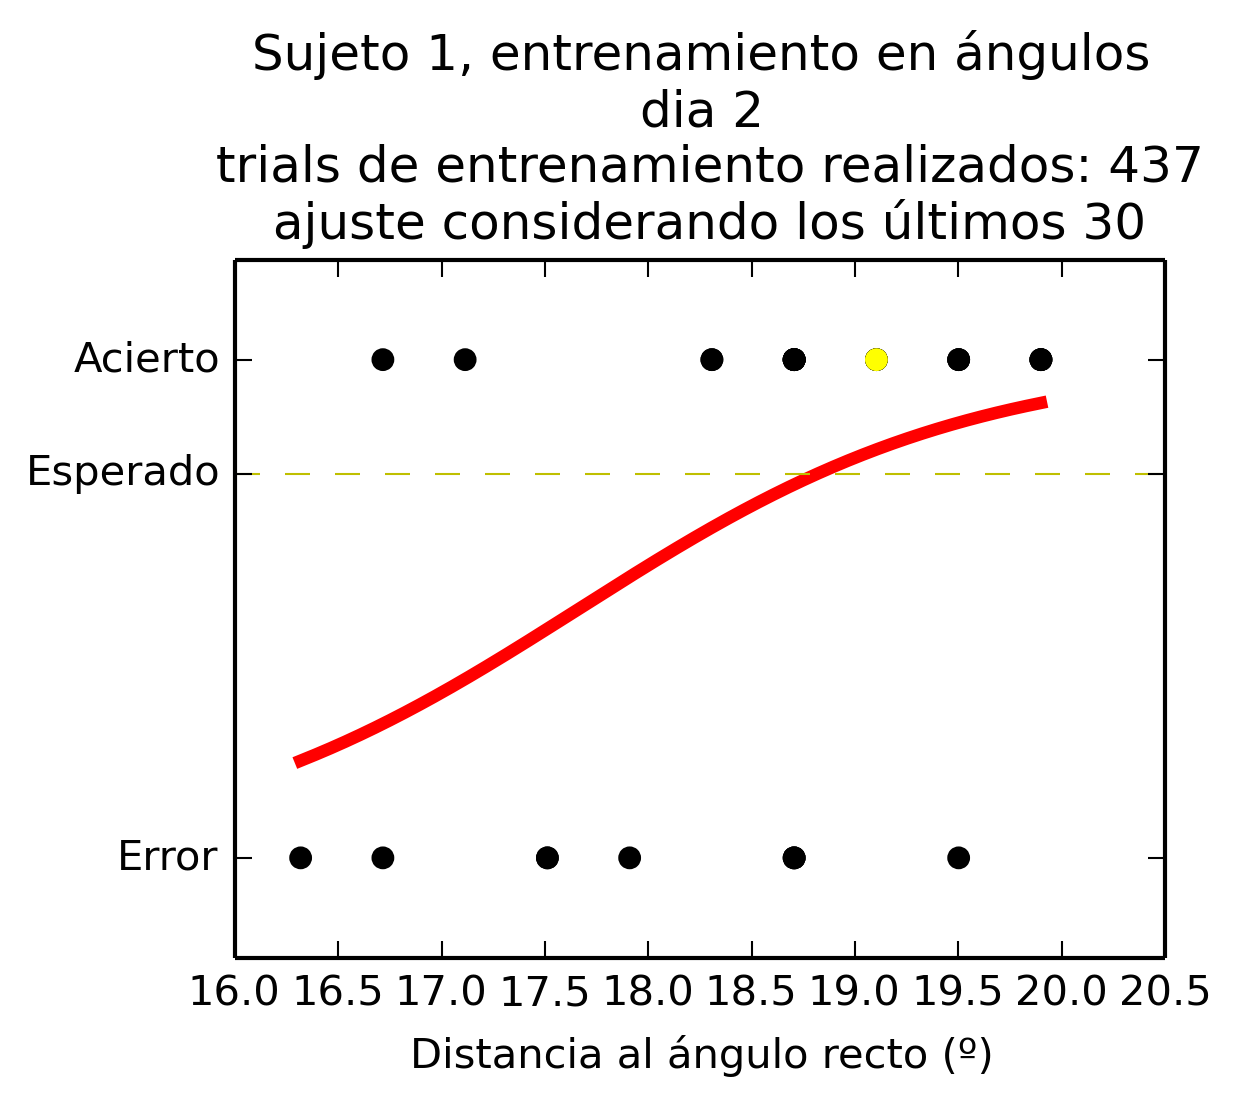 Sujeto 1, entrenamiento en ángulos
dia 2
trials de entrenamiento realizados: 437
ajuste considerando los últimos 30
Acierto
Esperado
Error
16.0 16.5 17.0 17.5 18.0 18.5 19.0 19.5 20.0 20.5
Distancia al ángulo recto (º)